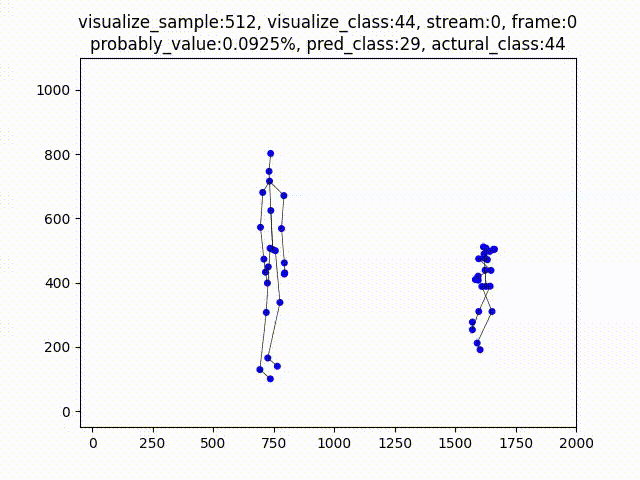 visualize_sample:512, visualize_class:44, stream:0, frame:0
probably_value:0.0925%, pred_class:29, actural_class:44
1000
800
600
400
200
0
0 250 500 750 1000 1250 1500 1750 2000